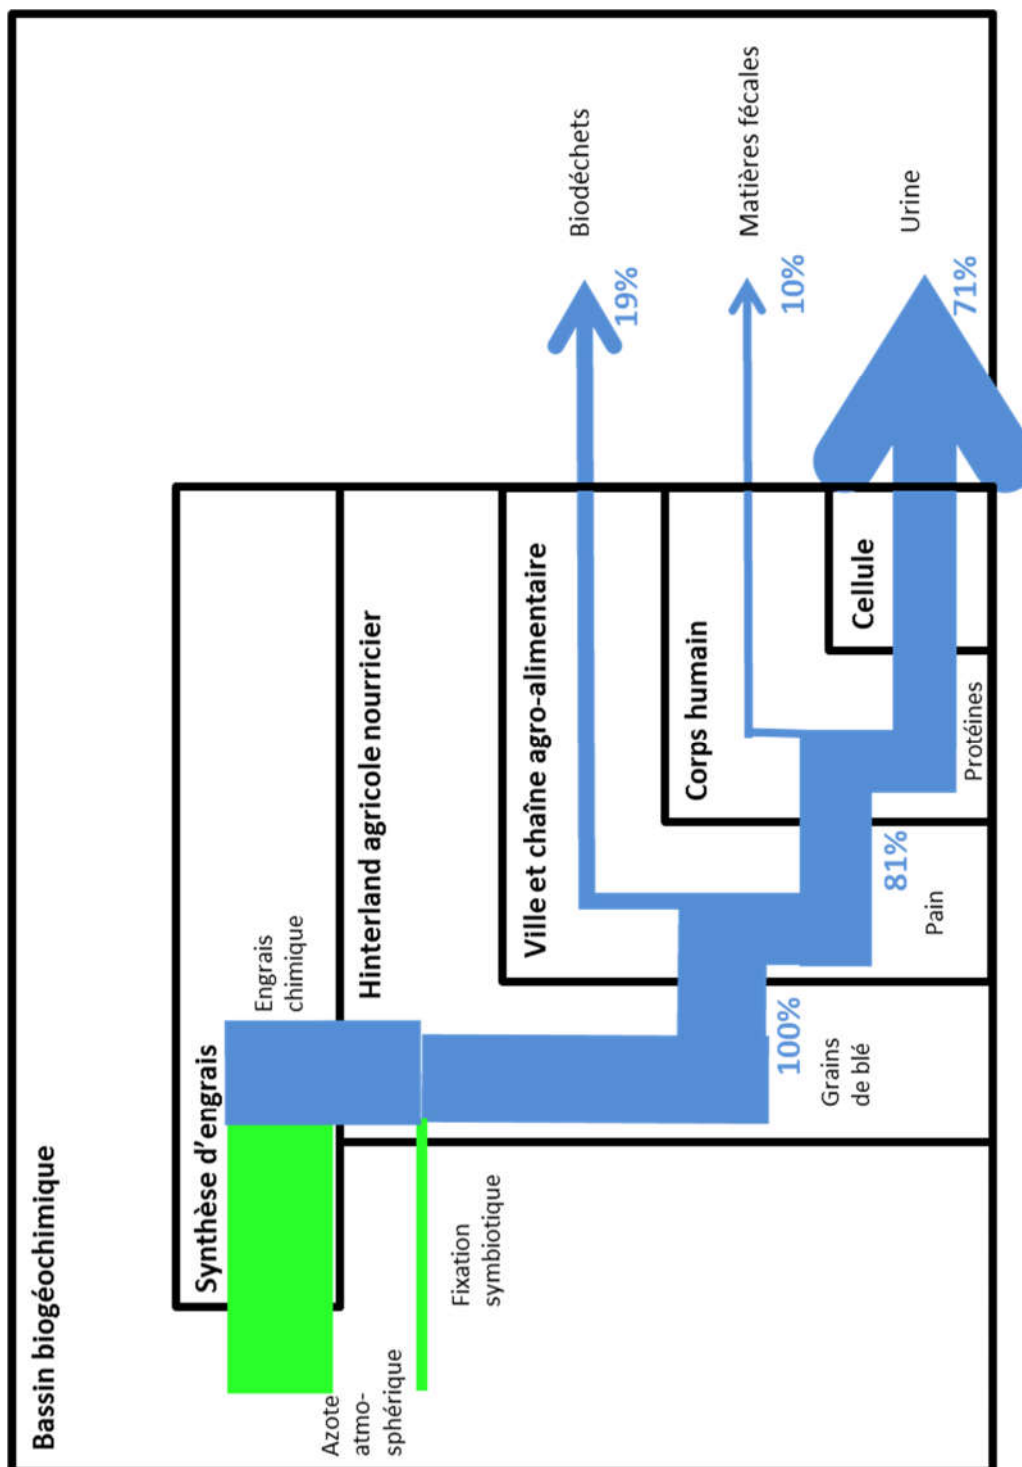 Bassin biogéochimique
Synthèse d'engrais
Azote
atmo-
sphérique
Engrais
chimique
Hinterland agricole nourricier
Fixation
symbiotique
Ville et chaîne agro-alimentaire
Biodéchets
19%
Corps humain
Matières fécales
10%
100%
Grains
de blé
Cellule
81%
Pain
Urine
71%
Protéines